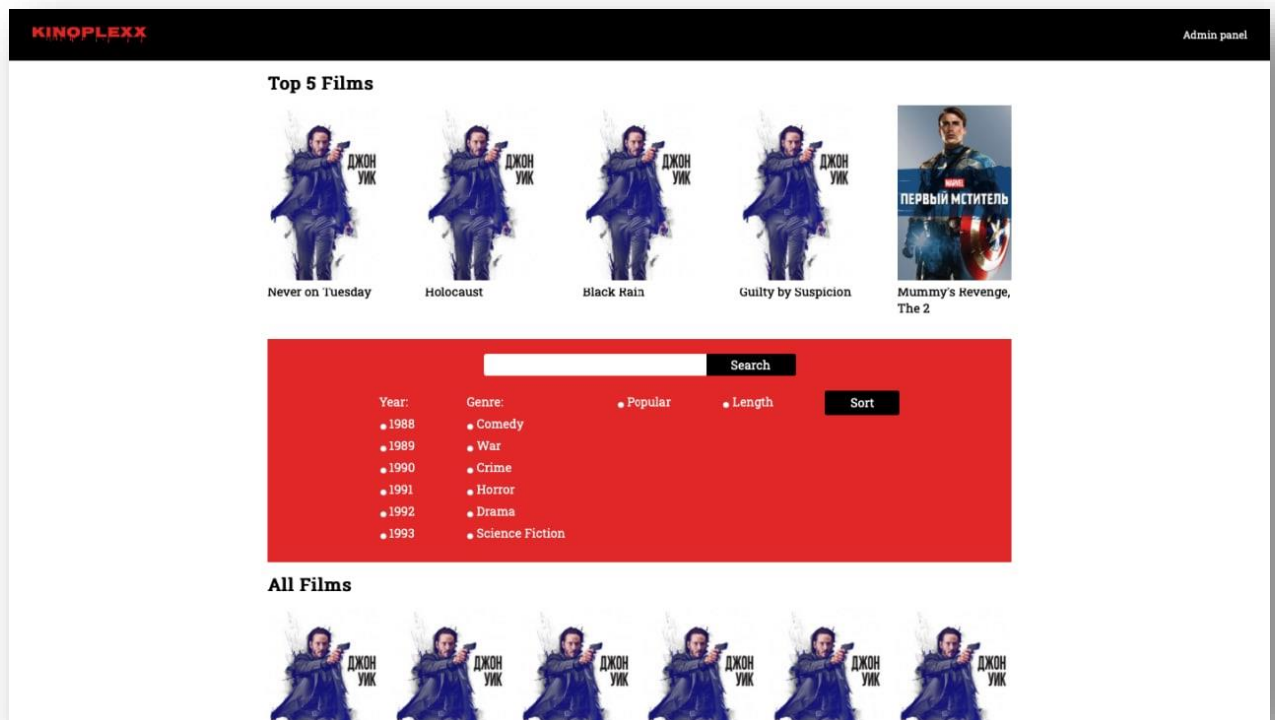 KINOPLEXX
Admin panel
Top 5 Films
ДЖОН
УИК
ДЖОН
УИК
ДЖОН
УИК
ДЖОН
УИК
MARVEL
ПЕРВЫЙ МСТИТЕЛЬ
Never on Tuesday
Holocaust
Black Rain
Guilty by Suspicion
Mummy's Revenge,
The 2
Search
Year:
Genre:
Popular
Length
Sort
1988
Comedy
1989
War
1990
Crime
1991
Horror
1992
Drama
1993
Science Fiction
All Films
ДЖОН
УИК
ДЖОН
УИК
ДЖОН
УИК
ДЖОН
УИК
ДЖОН
УИК
ДЖОН
УИК